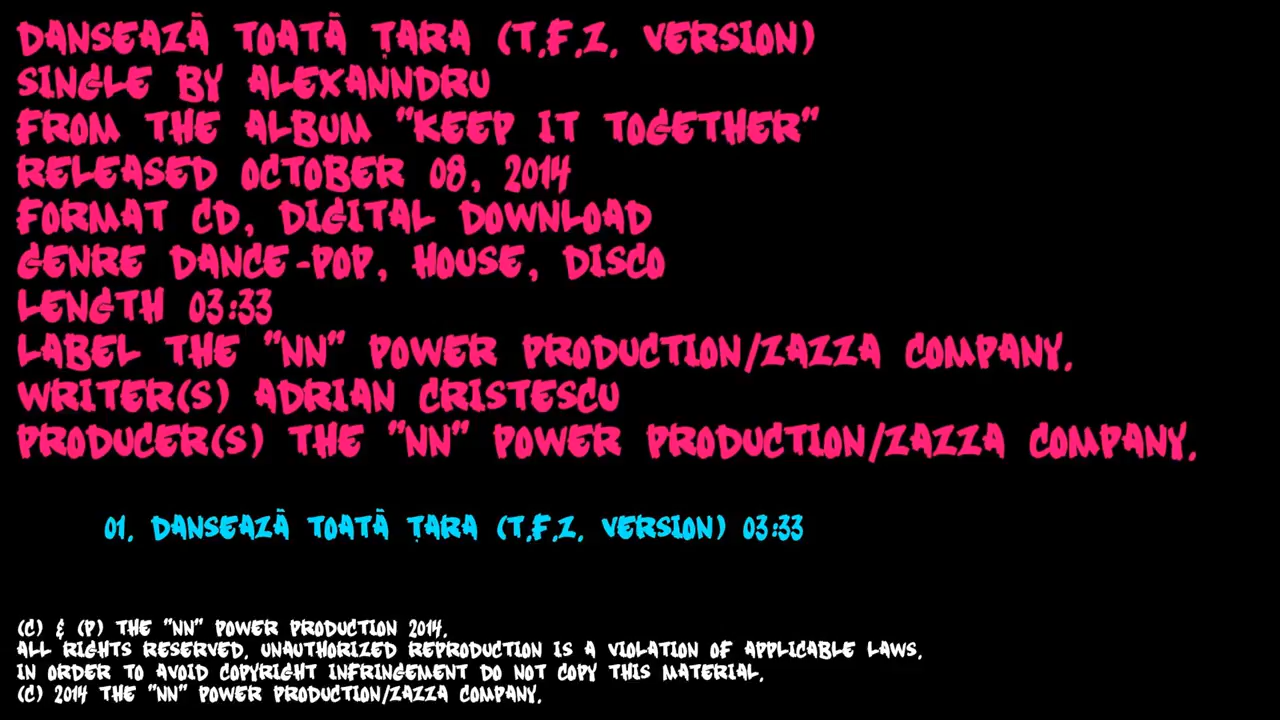 DANSEAZĂ TOATĂ ȚARA (T.F.Z. VERSION)
SINGLE BY ALEXANNDRU
FROM THE ALBUM "KEEP IT TOGETHER"
RELEASED OCTOBER 08, 2014
FORMAT CD, DIGITAL DOWNLOAD
GENRE DANCE-POP, HOUSE, DISCO
LENGTH 03:33
LABEL THE "NN" POWER PRODUCTION/ZAZZA COMPANY.
WRITER(S) ADRIAN CRISTESCU
PRODUCER(S) THE "NN" POWER PRODUCTION/ZAZZA COMPANY.
01. DANSEAZĂ TOATĂ ȚARA (T.F.Z. VERSION) 03:33
(C) & (P) THE "NN" POWER PRODUCTION 2014.
ALL RIGHTS RESERVED. UNAUTHORIZED REPRODUCTION IS A VIOLATION OF APPLICABLE LAWS.
IN ORDER TO AVOID COPYRIGHT INFRINGEMENT DO NOT COPY THIS MATERIAL.
(C) 2014 THE "NN" POWER PRODUCTION/ZAZZA COMPANY.